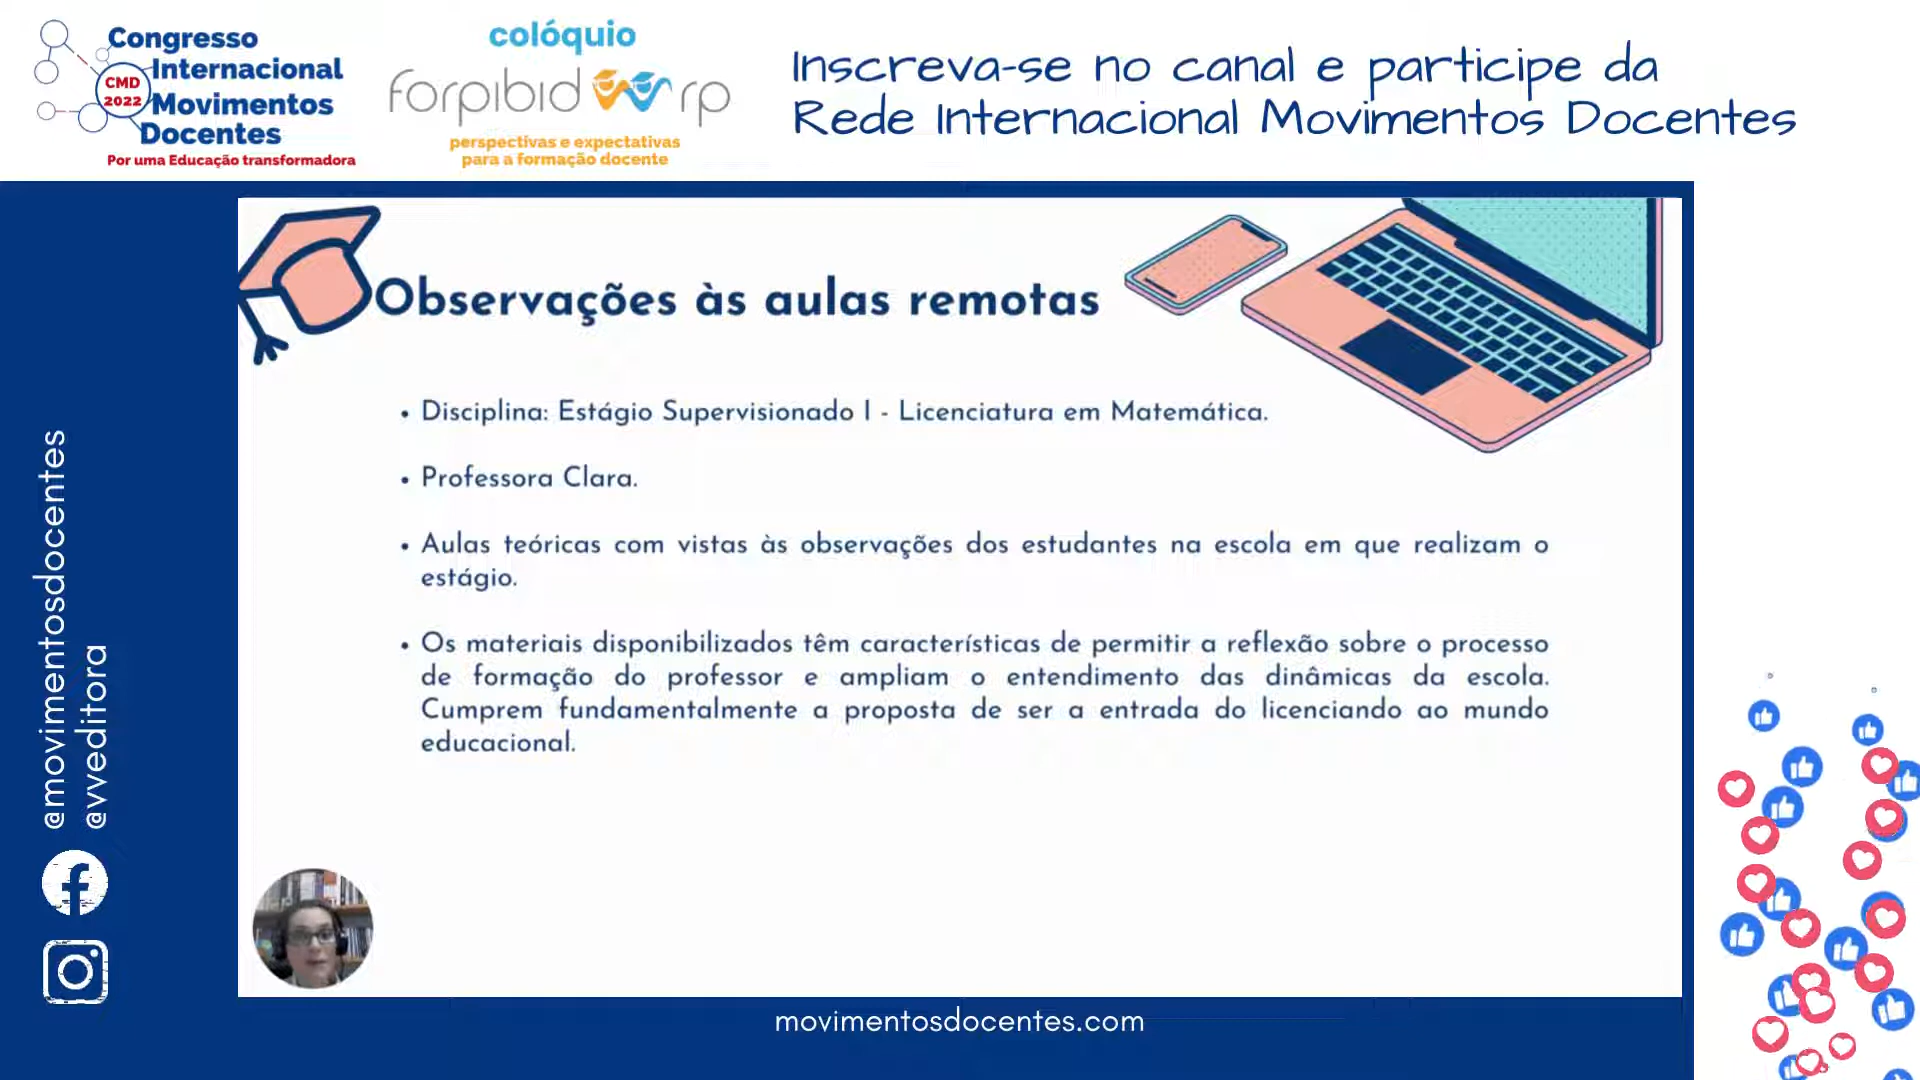 Congresso
Internacional
CMD
2022
Movimentos
Docentes
Por uma Educação transformadora
colóquio
forpibid rp
perspectivas e expectativas
para a formação docente
Inscreva-se no canal e participe da
Rede Internacional Movimentos Docentes
Observações às aulas remotas
• Disciplina: Estágio Supervisionado I - Licenciatura em Matemática.
• Professora Clara.
• Aulas teóricas com vistas às observações dos estudantes na escola em que realizam o
estágio.
• Os materiais disponibilizados têm características de permitir a reflexão sobre o processo
de formação do professor e ampliam o entendimento das dinâmicas da escola.
Cumprem fundamentalmente a proposta de ser a entrada do licenciando ao mundo
educacional.
@movimentosdocentes
@vveditora
movimentosdocentes.com